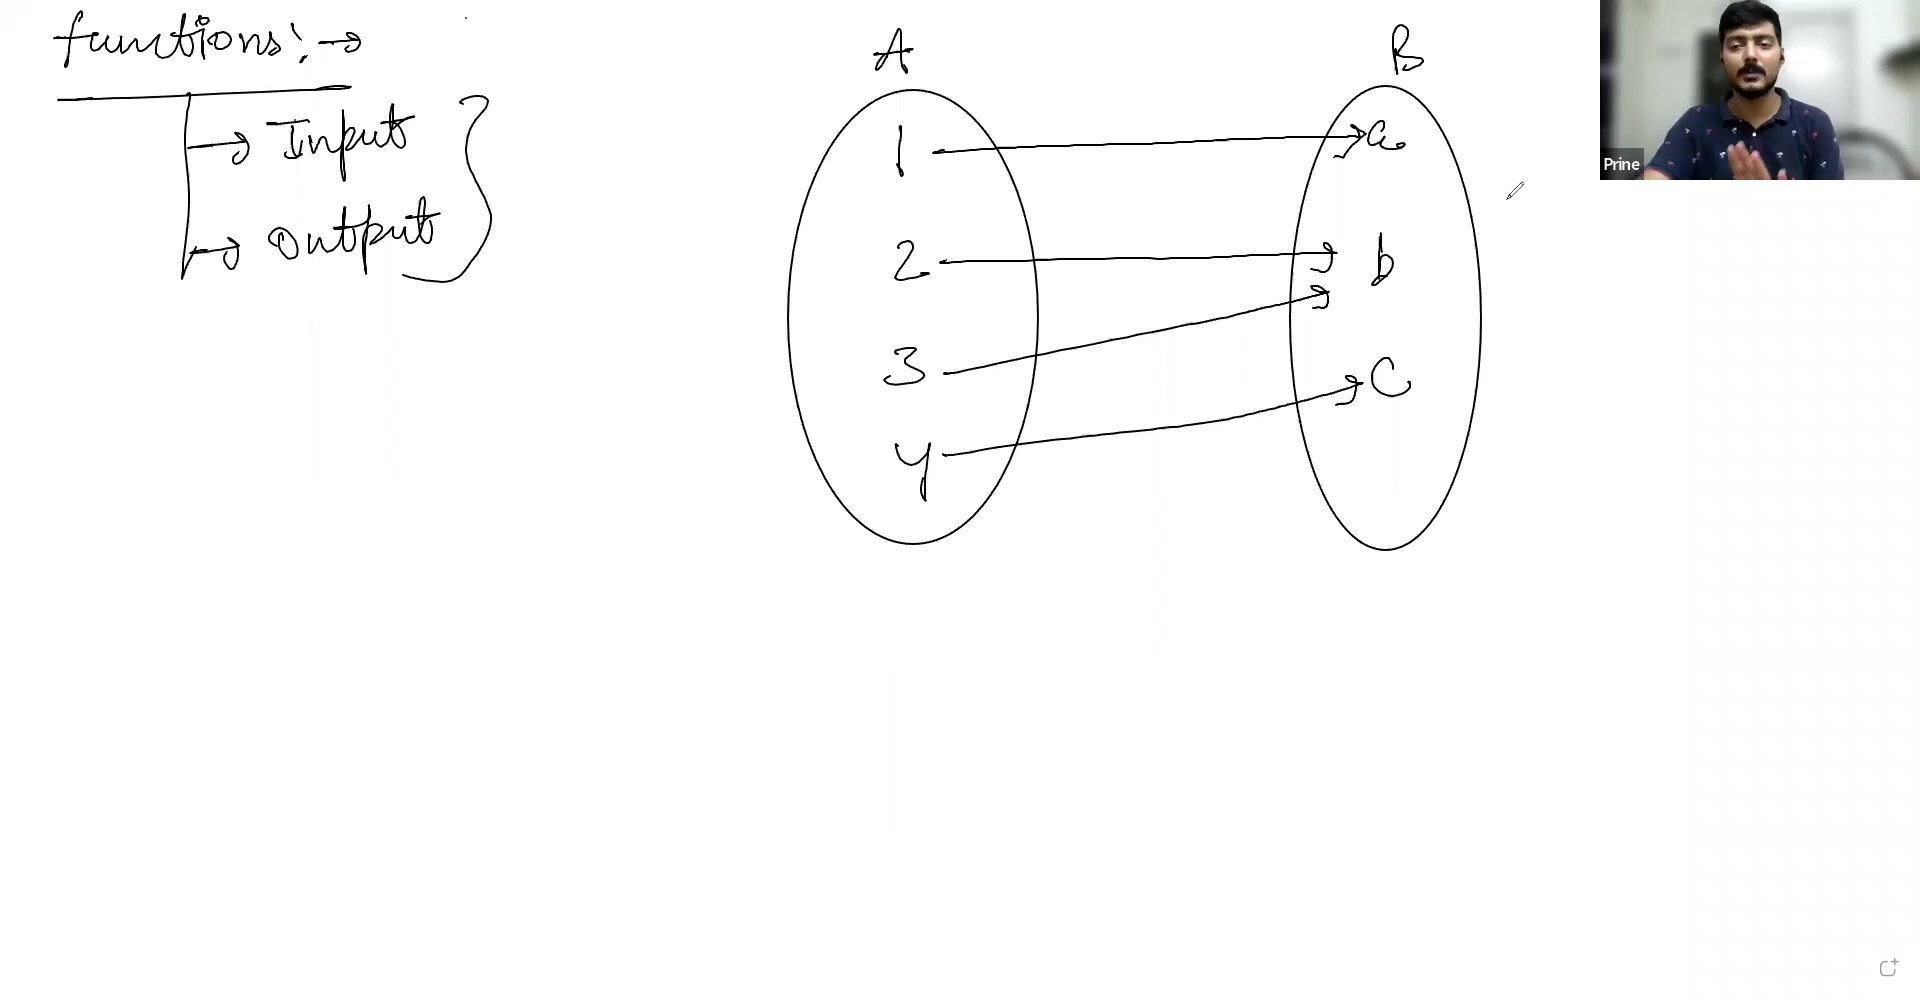 functions:→
→ Input
→ output
A
B
1
a
2
b
3
c
4
Prine